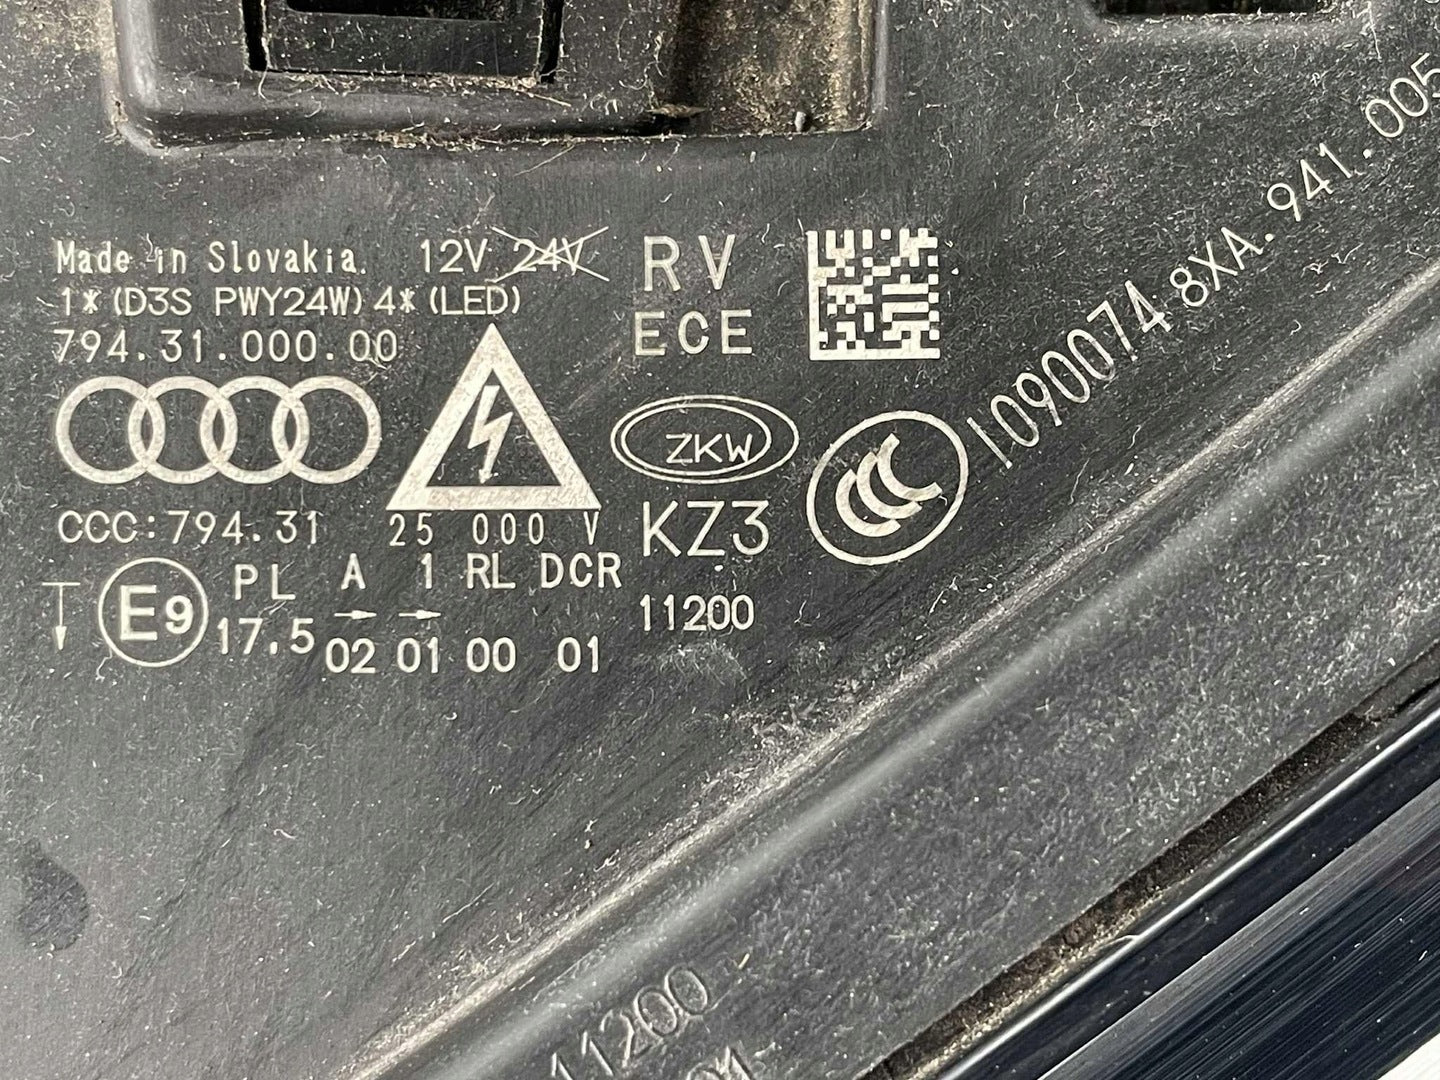 Made in Slovakia. 12V 24V
1*(D3S PWY24W)4*(LED)
794.31.000.00
RV
ECE
ZKW
KZ3
11200
CCC
1090074 8XA.941.005
CCC:794.31
25 000 V
E9
PL A 1 RL DCR
17.5 02 01 00 01
11200
01